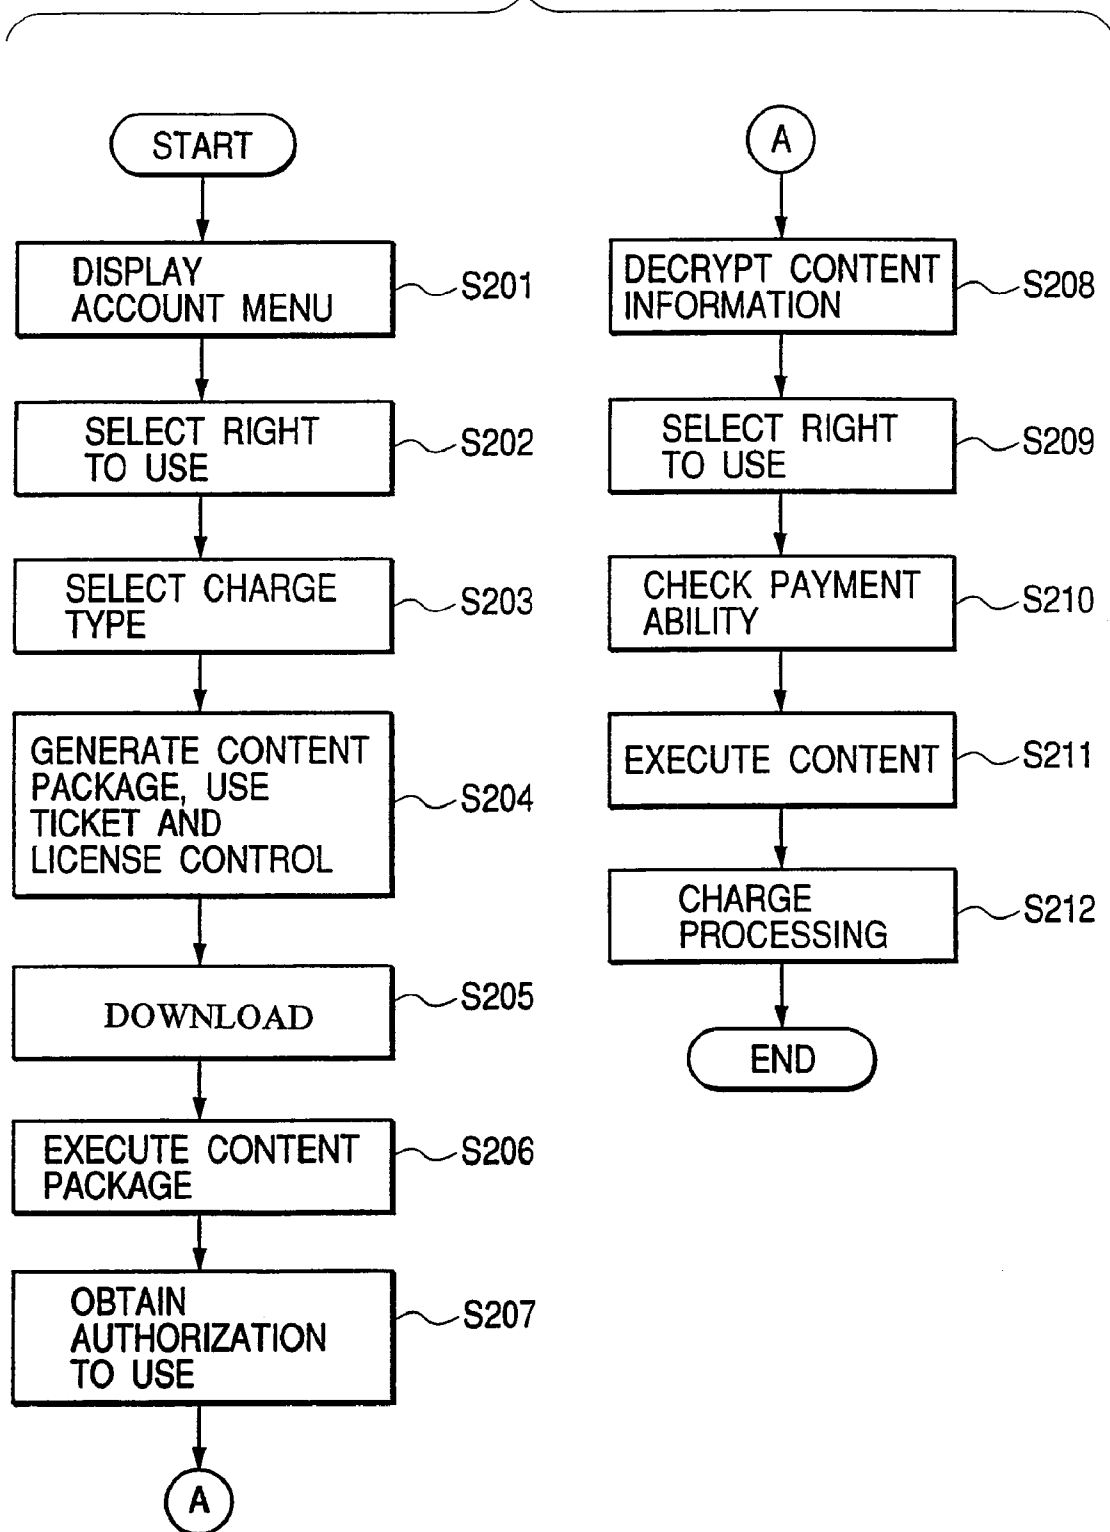 START
DISPLAY
ACCOUNT MENU
S201
SELECT RIGHT
TO USE
S202
SELECT CHARGE
TYPE
S203
GENERATE CONTENT
PACKAGE, USE
TICKET AND
LICENSE CONTROL
S204
DOWNLOAD
S205
EXECUTE CONTENT
PACKAGE
S206
OBTAIN
AUTHORIZATION
TO USE
S207
A
A
DECRYPT CONTENT
INFORMATION
S208
SELECT RIGHT
TO USE
S209
CHECK PAYMENT
ABILITY
S210
EXECUTE CONTENT
S211
CHARGE
PROCESSING
S212
END